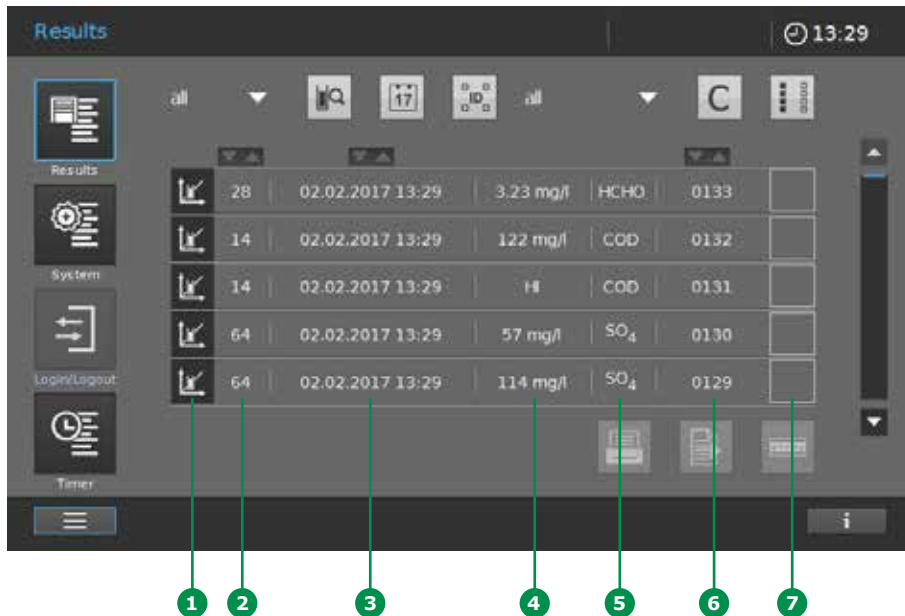 Results
13:29
all
17
ID
all
C
Results
28 02.02.2017 13:29 3.23 mg/l HCHO 0133
14 02.02.2017 13:29 122 mg/l COD 0132
System
14 02.02.2017 13:29 HI COD 0131
64 02.02.2017 13:29 57 mg/l SO₄ 0130
Login/Logout
64 02.02.2017 13:29 114 mg/l SO₄ 0129
Timer
i
1 2 3 4 5 6 7